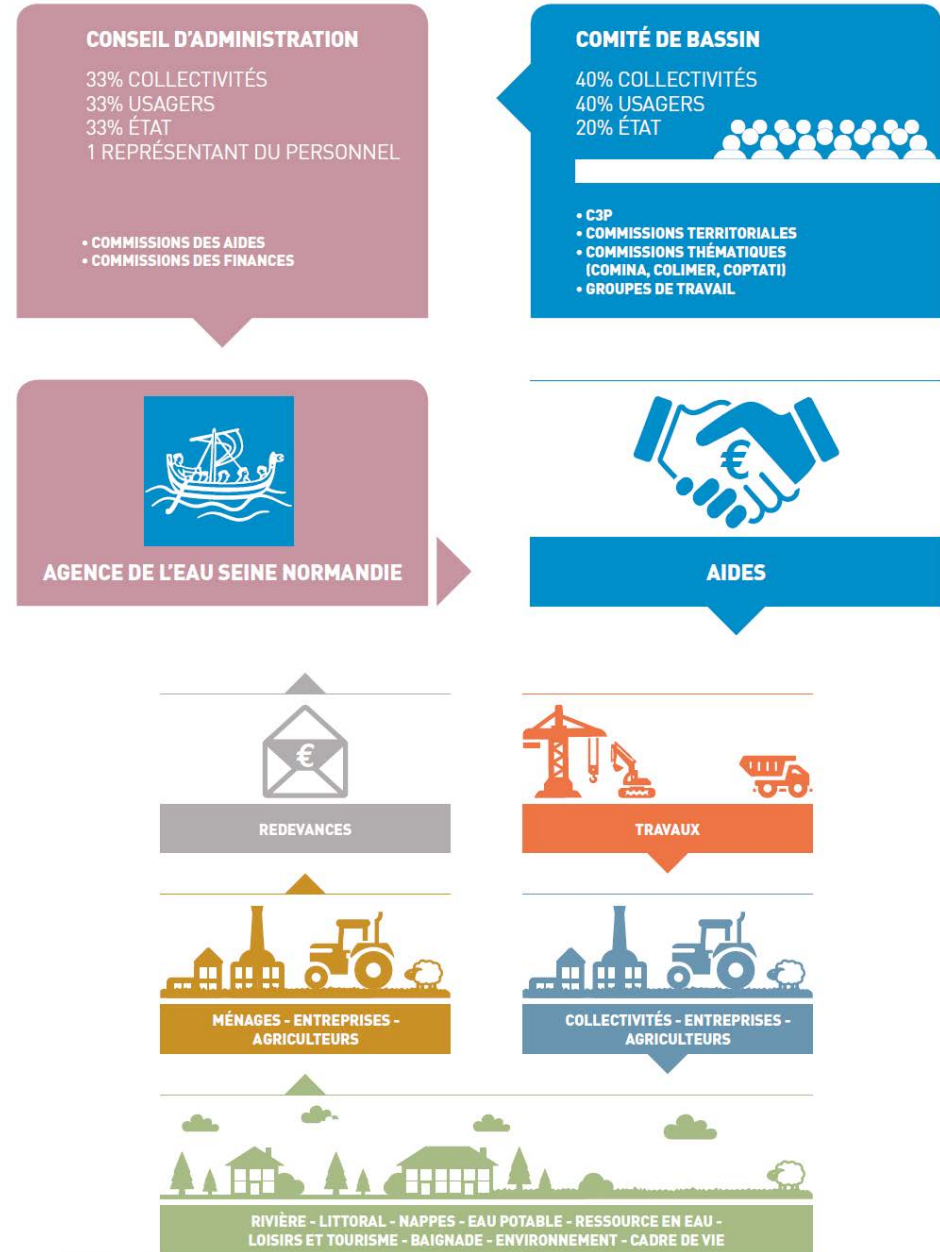 CONSEIL D'ADMINISTRATION
33% COLLECTIVITÉS
33% USAGERS
33% ÉTAT
1 REPRÉSENTANT DU PERSONNEL
• COMMISSIONS DES AIDES
• COMMISSIONS DES FINANCES
COMITÉ DE BASSIN
40% COLLECTIVITÉS
40% USAGERS
20% ÉTAT
• C3P
• COMMISSIONS TERRITORIALES
• COMMISSIONS THÉMATIQUES
(COMINA, COLIMER, COPTATI)
• GROUPES DE TRAVAIL
AGENCE DE L'EAU SEINE NORMANDIE
€
AIDES
€
REDEVANCES
TRAVAUX
MÉNAGES - ENTREPRISES -
AGRICULTEURS
COLLECTIVITÉS - ENTREPRISES -
AGRICULTEURS
RIVIÈRE - LITTORAL - NAPPES - EAU POTABLE - RESSOURCE EN EAU -
LOISIRS ET TOURISME - BAIGNADE - ENVIRONNEMENT - CADRE DE VIE